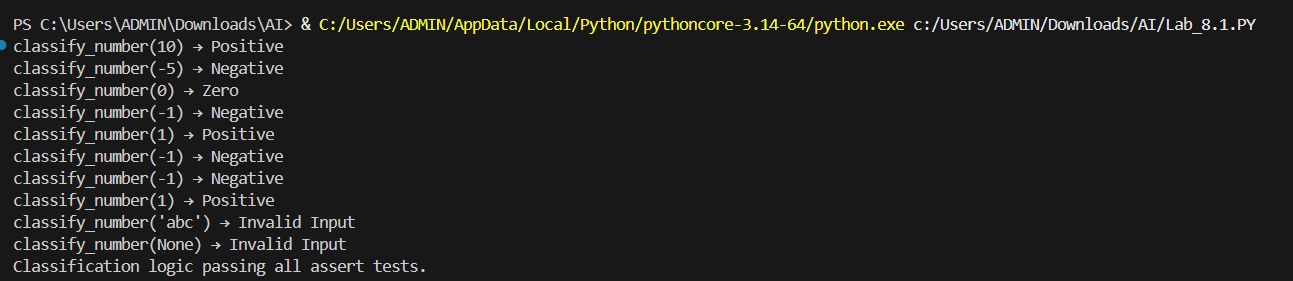 PS C:\Users\ADMIN\Downloads\AI> & C:/Users/ADMIN/AppData/Local/Python/pythoncore-3.14-64/python.exe c:/Users/ADMIN/Downloads/AI/Lab_8.1.PY
classify_number(10) → Positive
classify_number(-5) → Negative
classify_number(0) → Zero
classify_number(-1) → Negative
classify_number(1) → Positive
classify_number(-1) → Negative
classify_number(-1) → Negative
classify_number(1) → Positive
classify_number('abc') → Invalid Input
classify_number(None) → Invalid Input
Classification logic passing all assert tests.